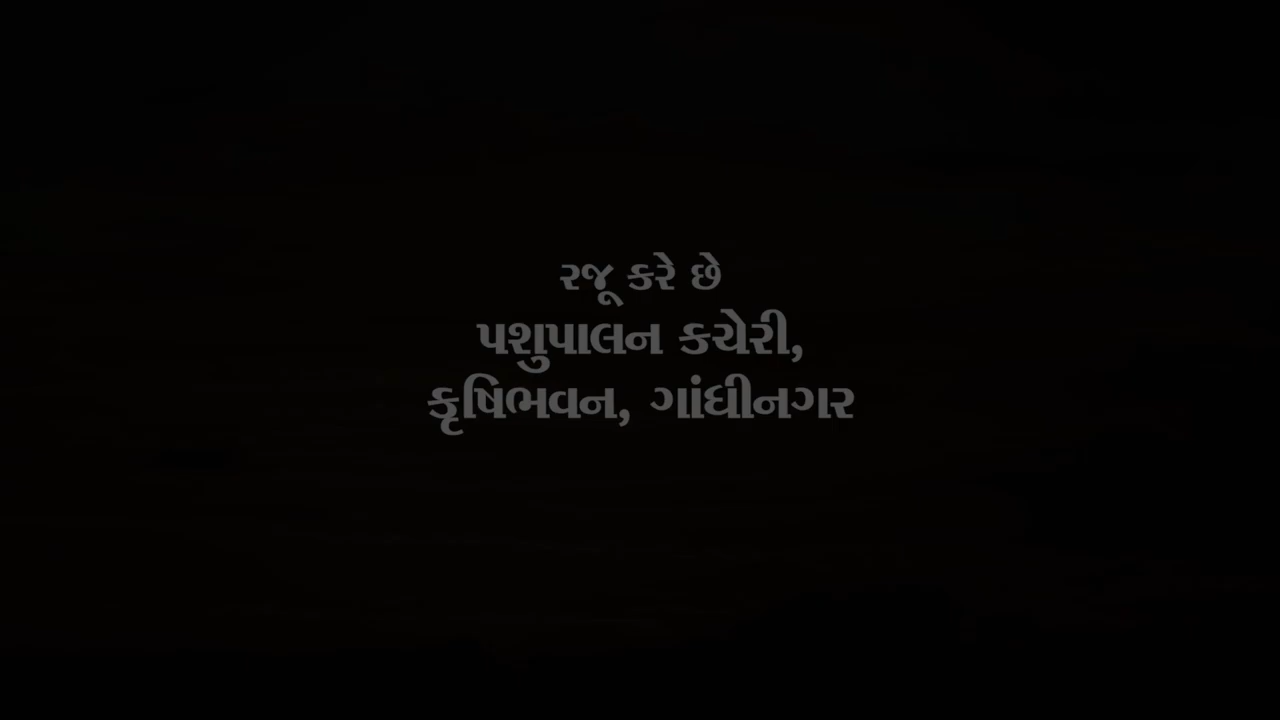 રજૂ કરે છે
પશુપાલન કચેરી,
કૃષિભવન, ગાંધીનગર